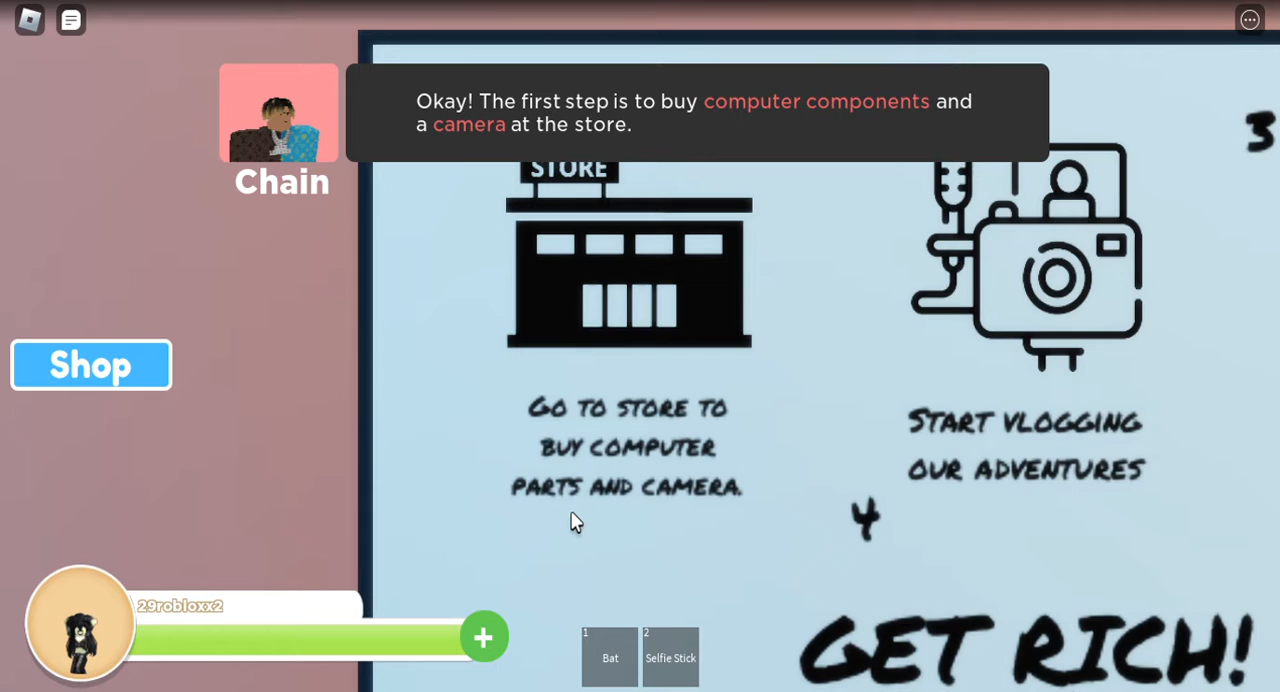 Okay! The first step is to buy computer components and
a camera at the store.
Chain
STORE
3
Shop
GO TO STORE TO
BUY COMPUTER
PARTS AND CAMERA.
START VLOGGING
OUR ADVENTURES
4
GET RICH!
29robloxx2
+
1
Bat
2
Selfie Stick